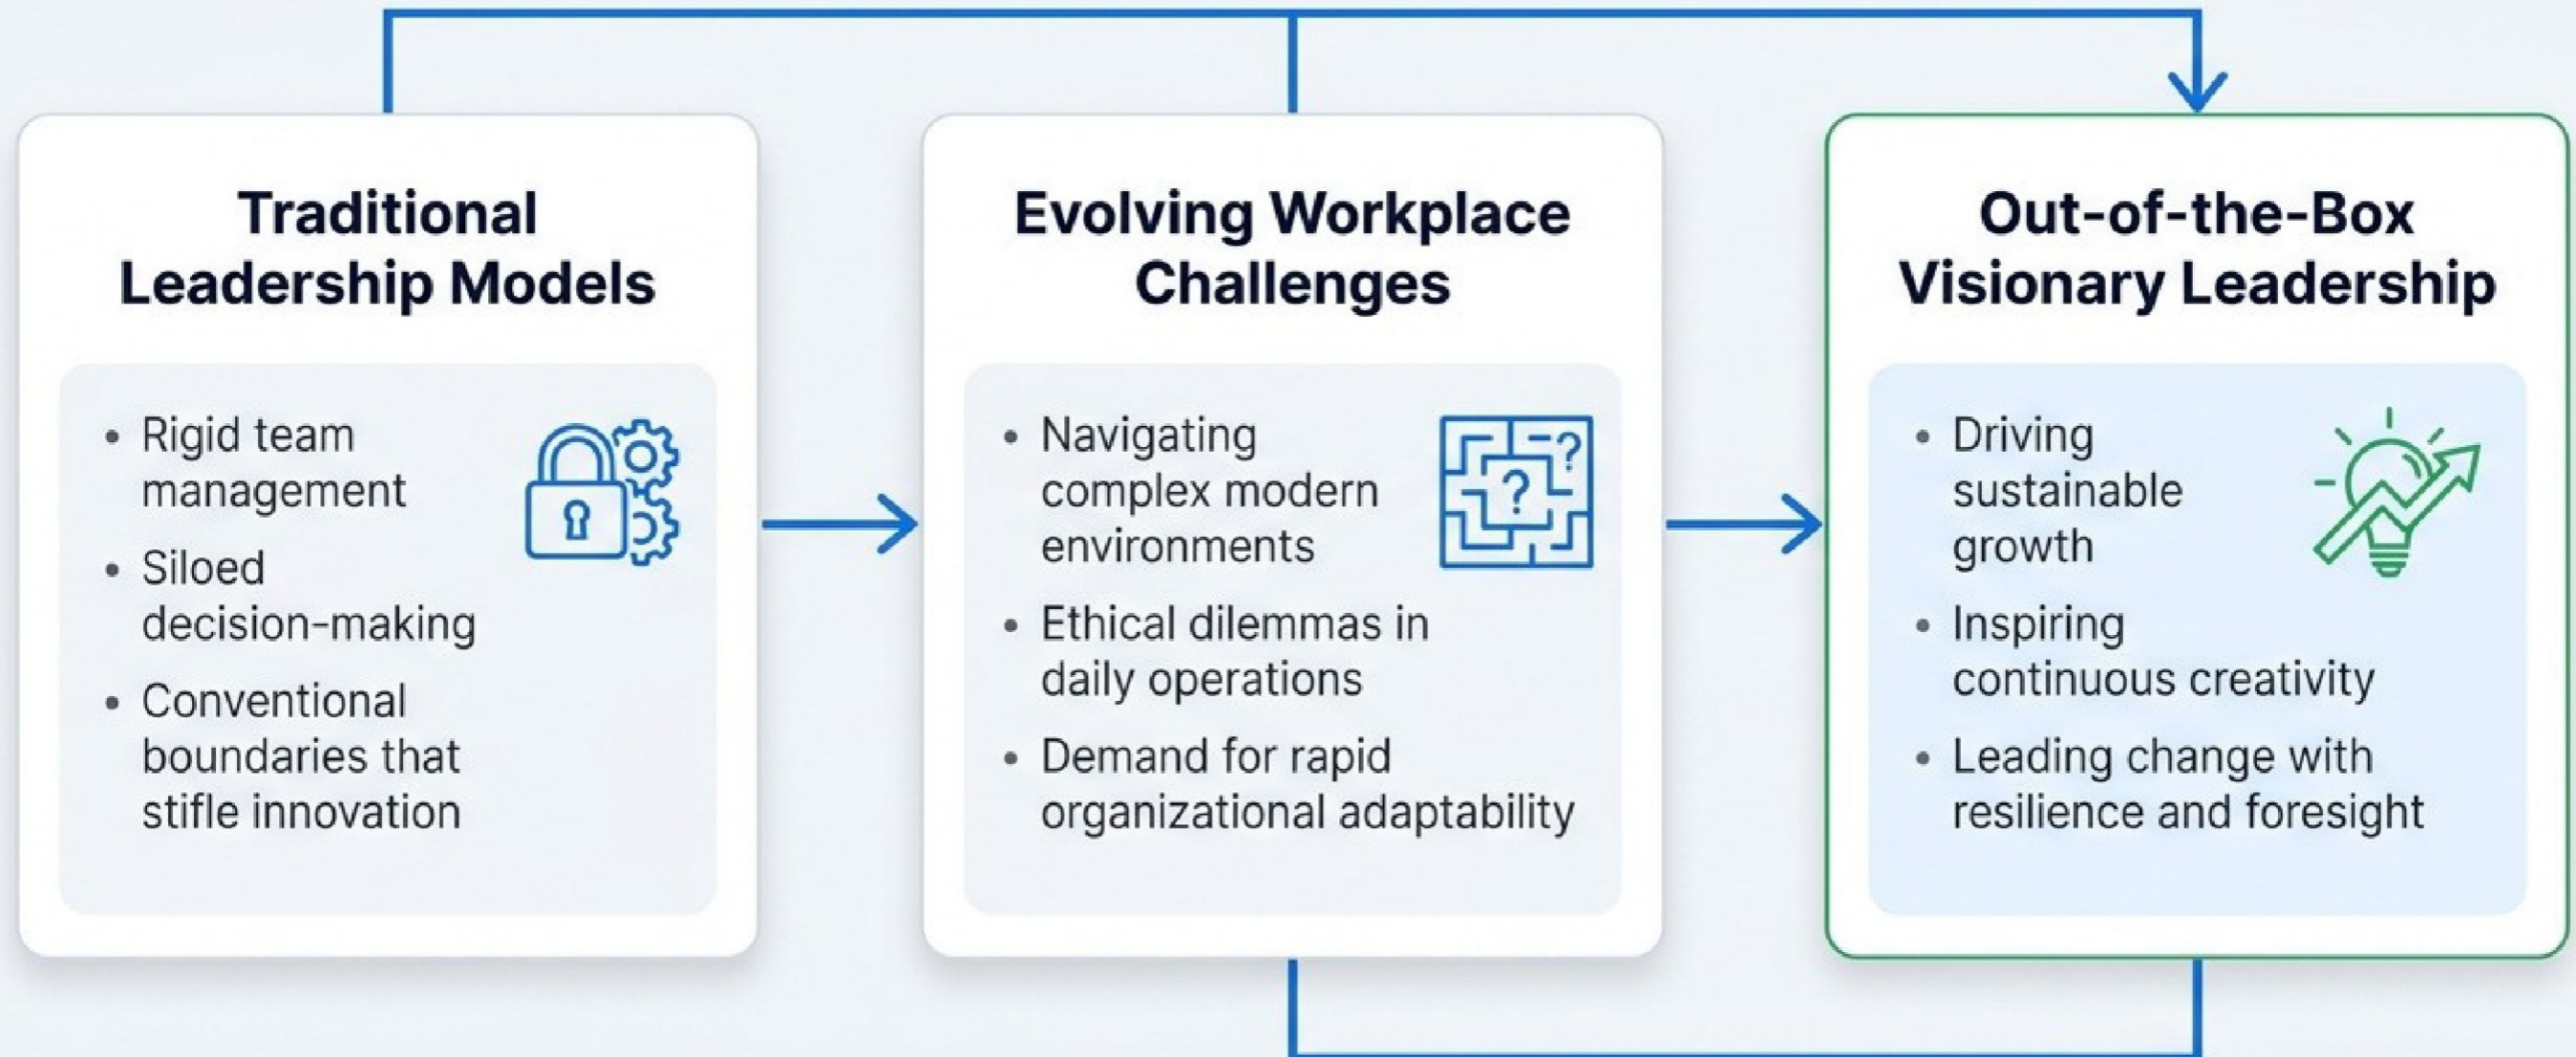 Traditional
Leadership Models
• Rigid team
management
• Siloed
decision-making
• Conventional
boundaries that
stifle innovation
Evolving Workplace
Challenges
• Navigating
complex modern
environments
? ?
• Ethical dilemmas in
daily operations
• Demand for rapid
organizational adaptability
Out-of-the-Box
Visionary Leadership
• Driving
sustainable
growth
• Inspiring
continuous creativity
• Leading change with
resilience and foresight